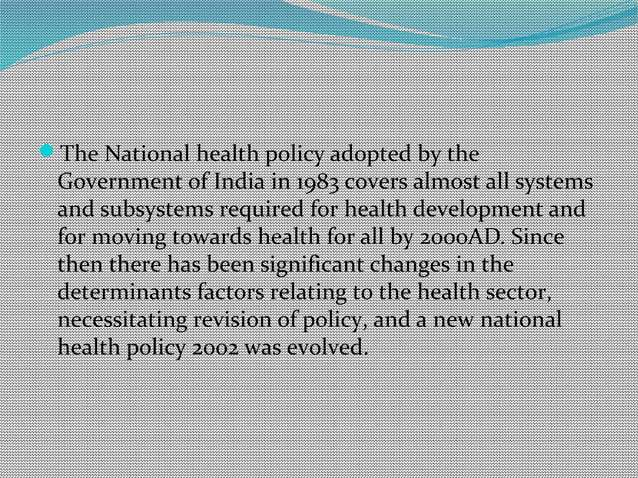 The National health policy adopted by the
Government of India in 1983 covers almost all systems
and subsystems required for health development and
for moving towards health for all by 2000AD. Since
then there has been significant changes in the
determinants factors relating to the health sector,
necessitating revision of policy, and a new national
health policy 2002 was evolved.